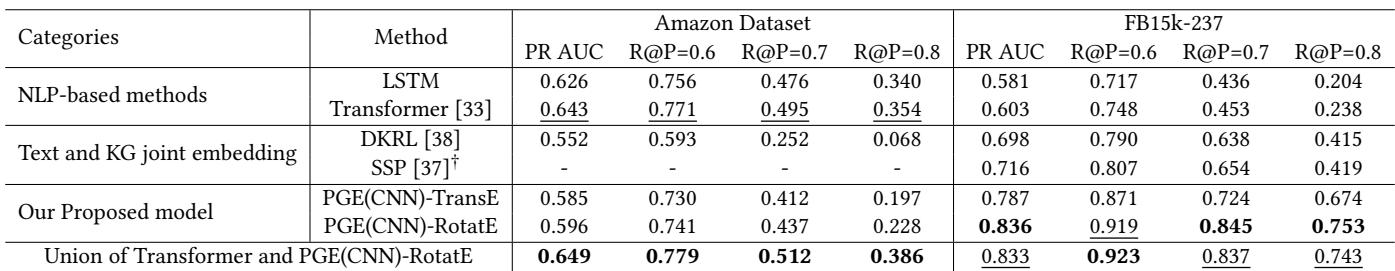 Categories Method Amazon Dataset FB15k-237
PR AUC R@P=0.6 R@P=0.7 R@P=0.8 PR AUC R@P=0.6 R@P=0.7 R@P=0.8
NLP-based methods LSTM 0.626 0.756 0.476 0.340 0.581 0.717 0.436 0.204
Transformer [33] 0.643 0.771 0.495 0.354 0.603 0.748 0.453 0.238
Text and KG joint embedding DKRL [38] 0.552 0.593 0.252 0.068 0.698 0.790 0.638 0.415
SSP [37]† - - - - 0.716 0.807 0.654 0.419
Our Proposed model PGE(CNN)-TransE 0.585 0.730 0.412 0.197 0.787 0.871 0.724 0.674
PGE(CNN)-RotatE 0.596 0.741 0.437 0.228 0.836 0.919 0.845 0.753
Union of Transformer and PGE(CNN)-RotatE 0.649 0.779 0.512 0.386 0.833 0.923 0.837 0.743